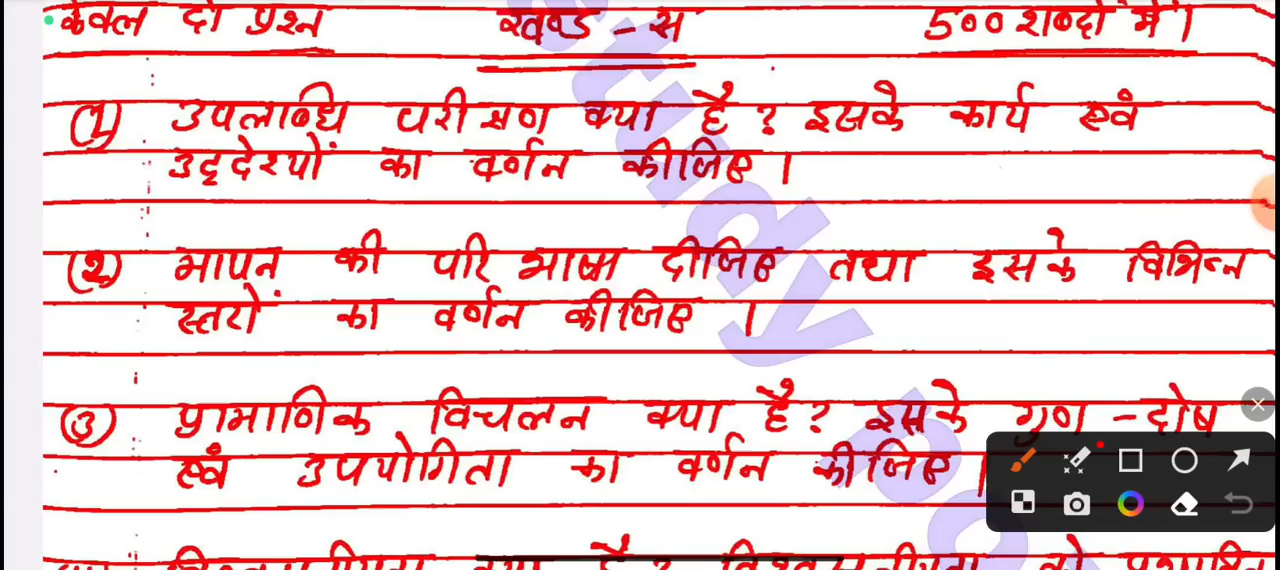 केवल दो प्रश्न खण्ड - स 500 शब्दों में।
(1) उपलब्धि परीक्षण क्या है? इसके कार्य एवं
उद्देश्यों का वर्णन कीजिए।
(2) मापन की परिभाषा दीजिए तथा इसके विभिन्न
स्तरों का वर्णन कीजिए।
(3) प्रामाणिक विचलन क्या है? इसके गुण - दोष
एवं उपयोगिता का वर्णन कीजिए।
है? को
study